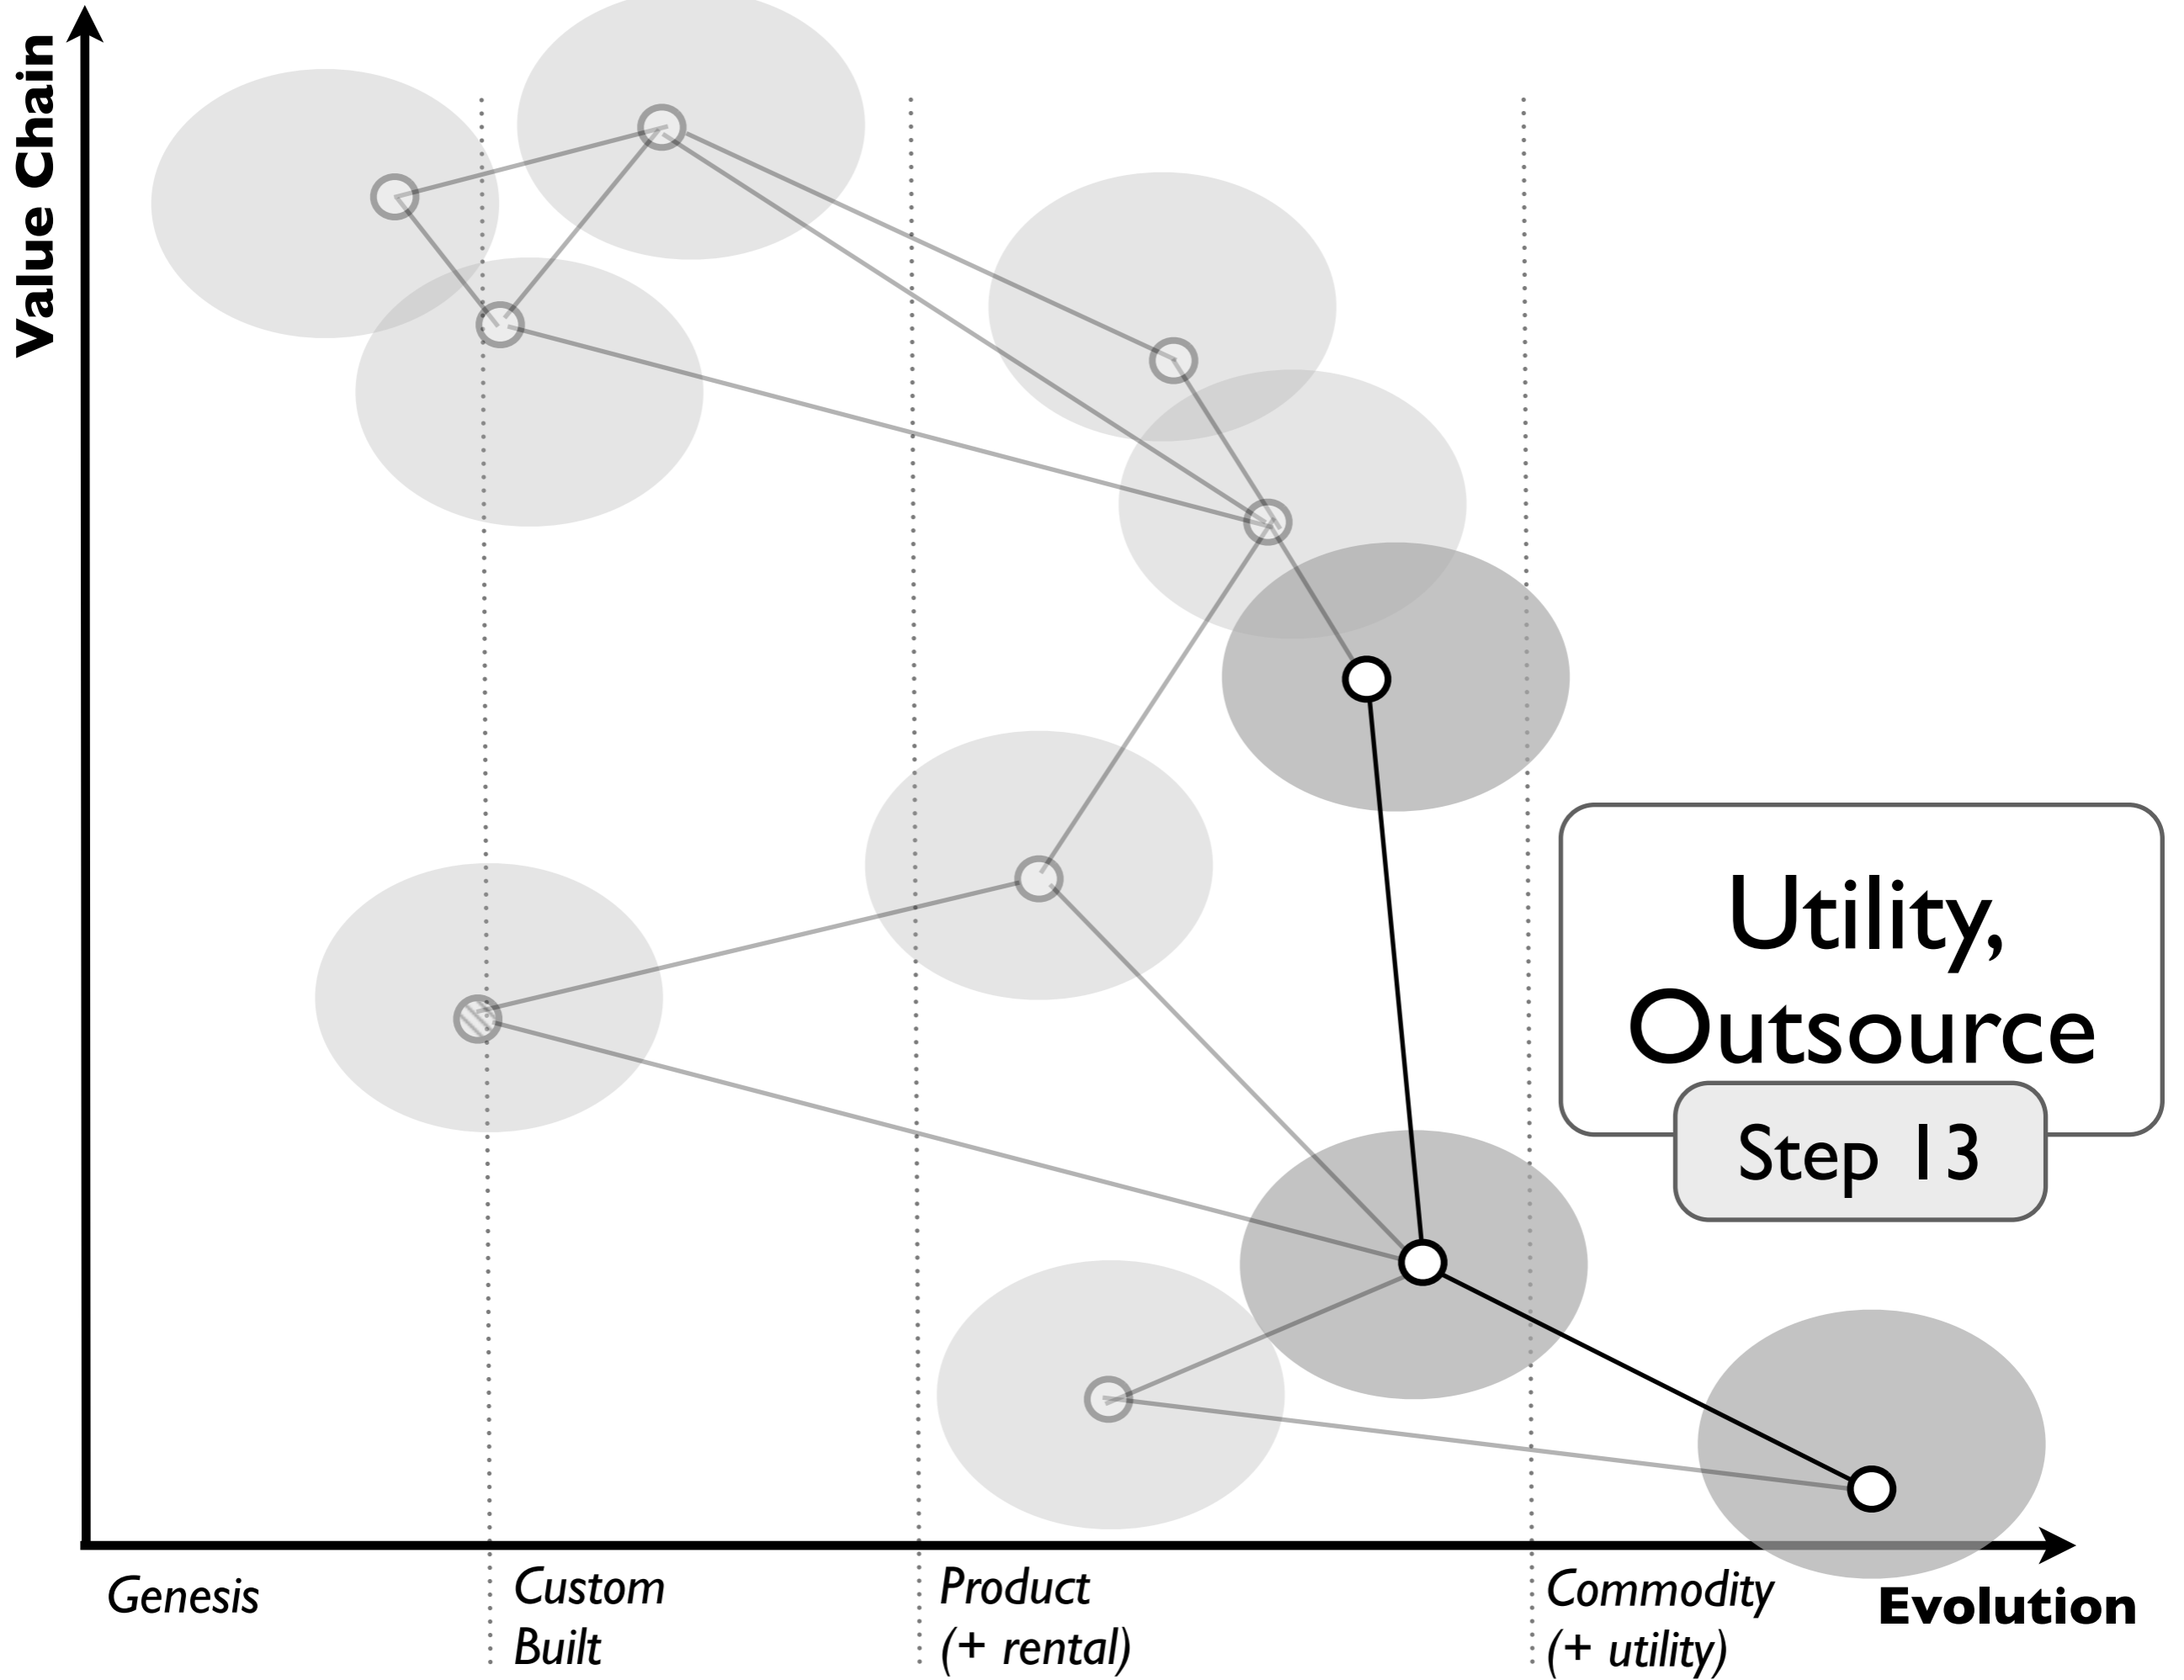 Value Chain
Utility,
Outsource
Step 13
Genesis
Custom
Built
Product
(+ rental)
Commodity
(+ utility)
Evolution